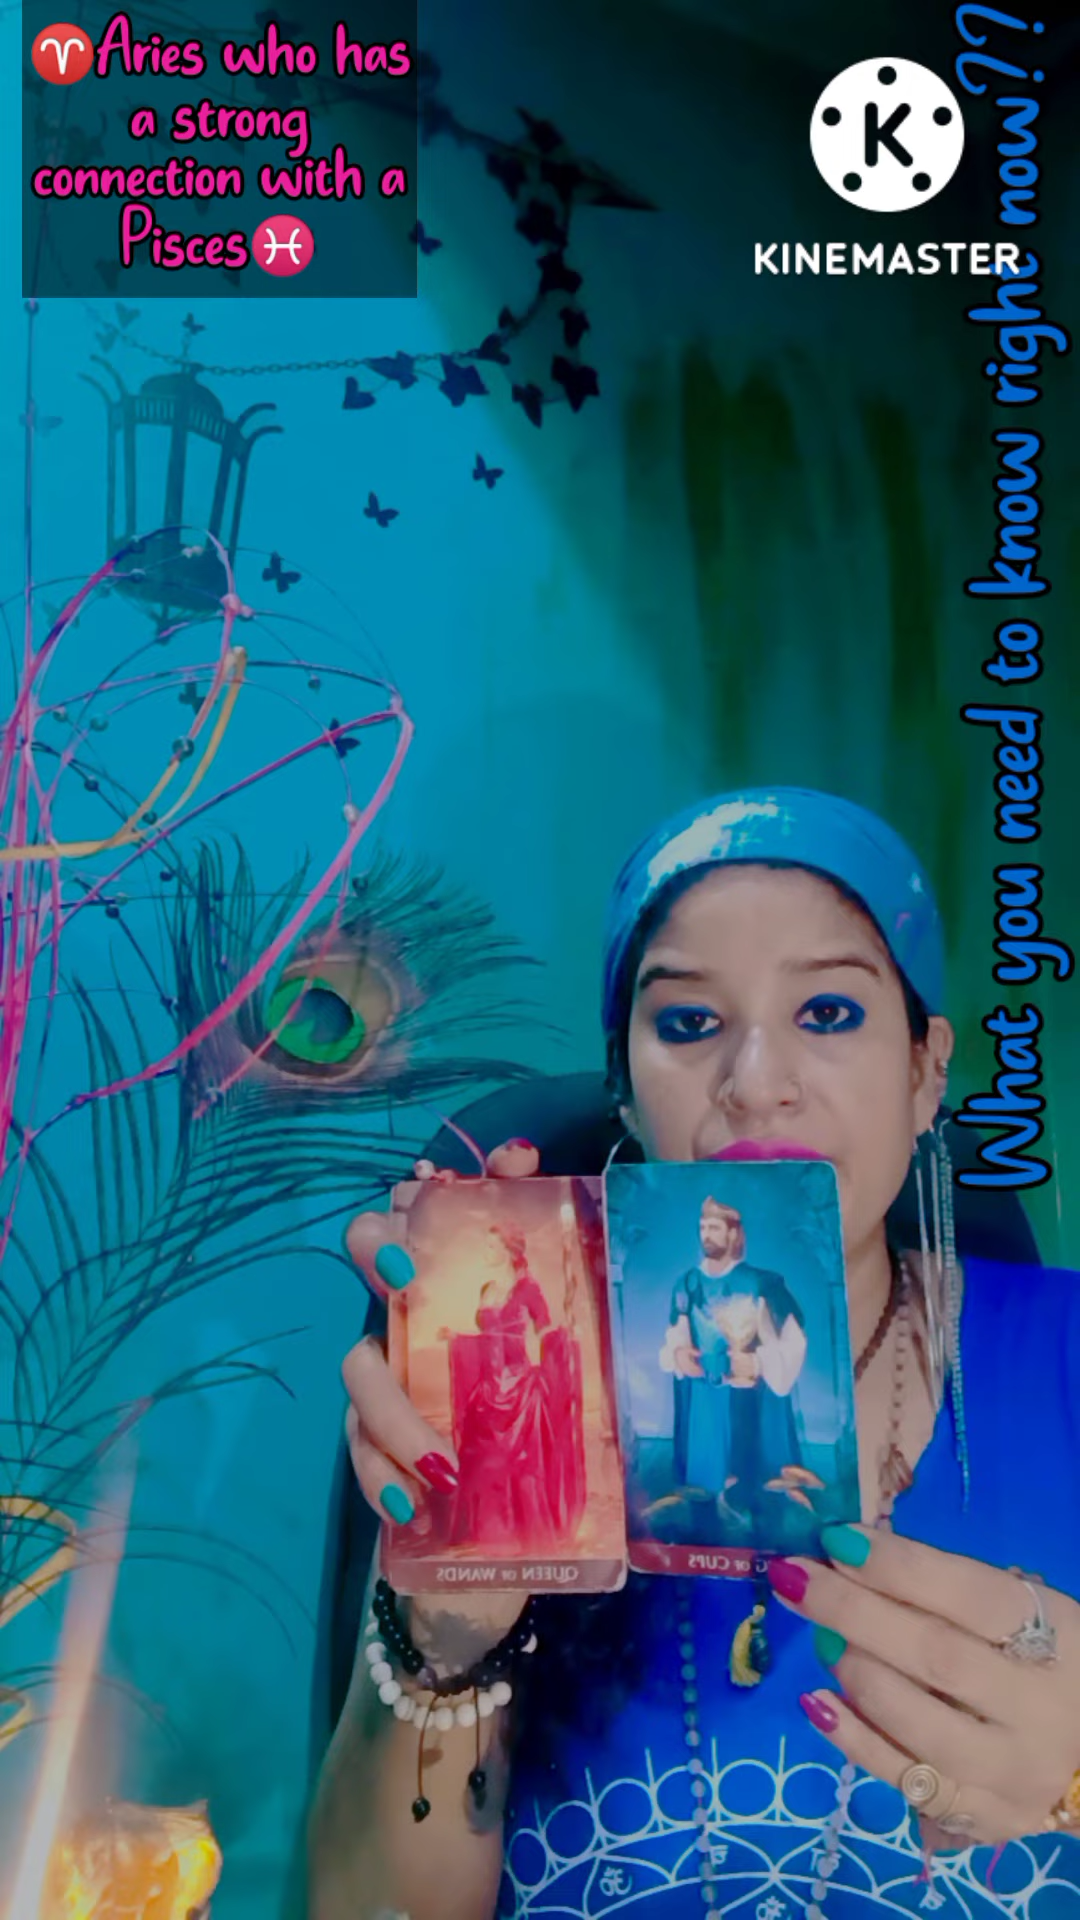 ♈Aries who has
a strong
connection with a
Pisces♓
K
KINEMASTER
What you need to know right now!?
QUEEN OF WANDS
G OF CUPS